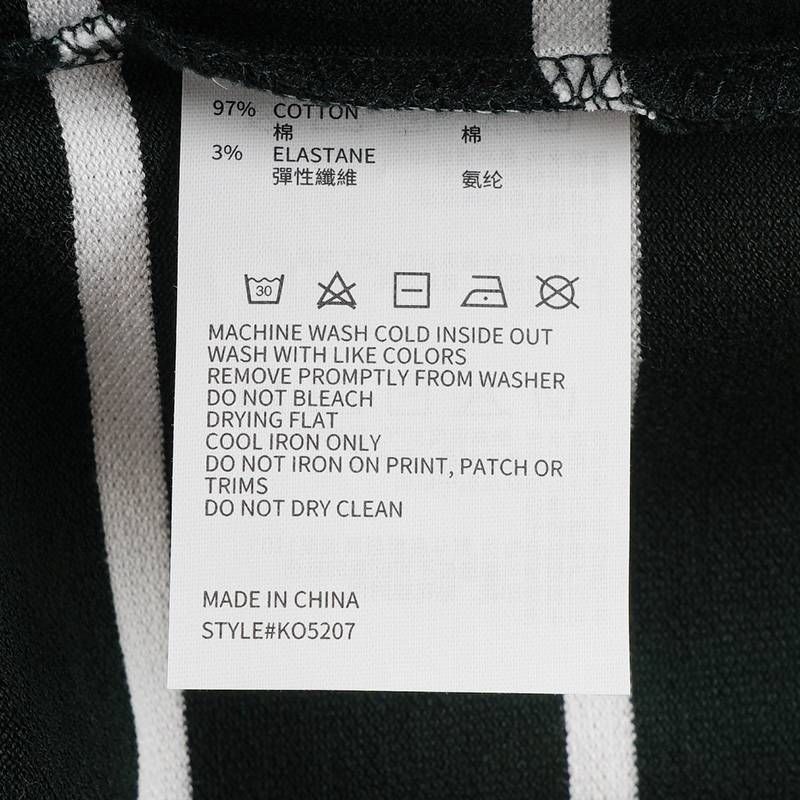 97% COTTON
棉 棉
3% ELASTANE
彈性纖維 氨纶
30
MACHINE WASH COLD INSIDE OUT
WASH WITH LIKE COLORS
REMOVE PROMPTLY FROM WASHER
DO NOT BLEACH
DRYING FLAT
COOL IRON ONLY
DO NOT IRON ON PRINT, PATCH OR
TRIMS
DO NOT DRY CLEAN
MADE IN CHINA
STYLE#KO5207